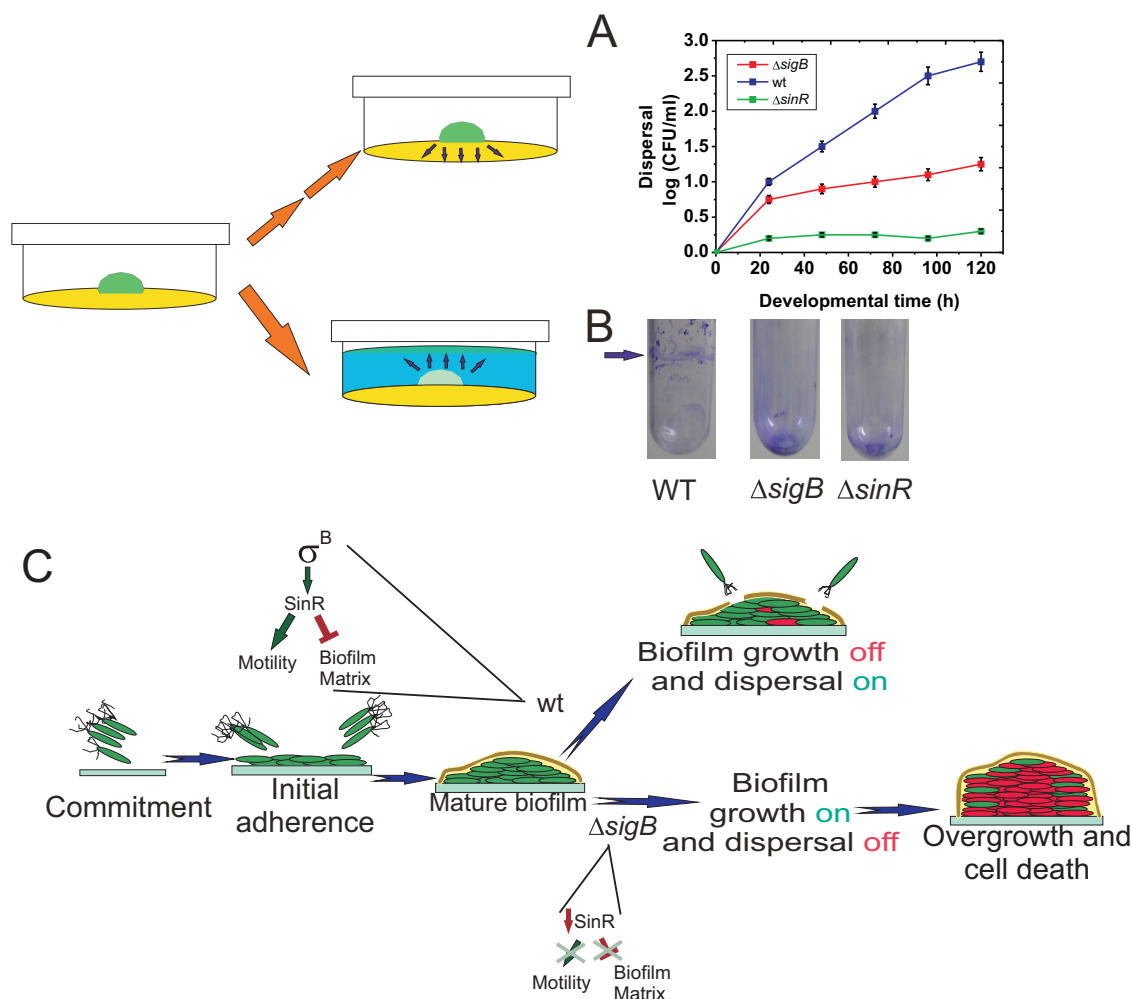 A
3.0
2.5
2.0
1.5
1.0
0.5
0.0
Dispersal
log (CFU/ml)
ΔsigB
wt
ΔsinR
0 20 40 60 80 100 120
Developmental time (h)
B
WT ΔsigB ΔsinR
C
σB
SinR
Motility
Biofilm
Matrix
wt
Biofilm growth off
and dispersal on
Commitment
Initial
adherence
Mature biofilm
ΔsigB
Biofilm
growth on
and dispersal off
Overgrowth and
cell death
SinR
Motility
Biofilm
Matrix